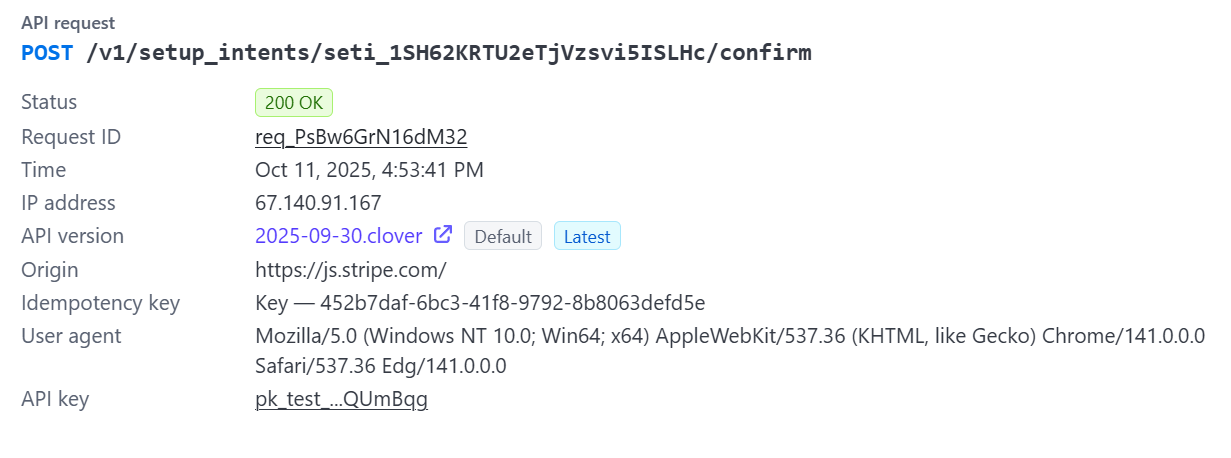 API request
POST /v1/setup_intents/seti_1SH62KRTU2eTjVzsvi5ISLHc/confirm
Status 200 OK
Request ID req_PsBw6GrN16dM32
Time Oct 11, 2025, 4:53:41 PM
IP address 67.140.91.167
API version 2025-09-30.clover Default Latest
Origin https://js.stripe.com/
Idempotency key Key — 452b7daf-6bc3-41f8-9792-8b8063defd5e
User agent Mozilla/5.0 (Windows NT 10.0; Win64; x64) AppleWebKit/537.36 (KHTML, like Gecko) Chrome/141.0.0.0
Safari/537.36 Edg/141.0.0.0
API key pk_test_...QUmBqg